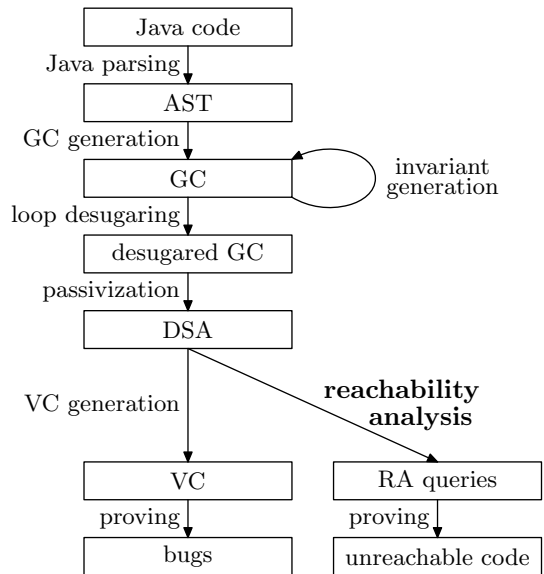 Java code
Java parsing
AST
GC generation
GC
invariant
generation
loop desugaring
desugared GC
passivization
DSA
VC generation
reachability
analysis
VC
RA queries
proving
proving
bugs
unreachable code